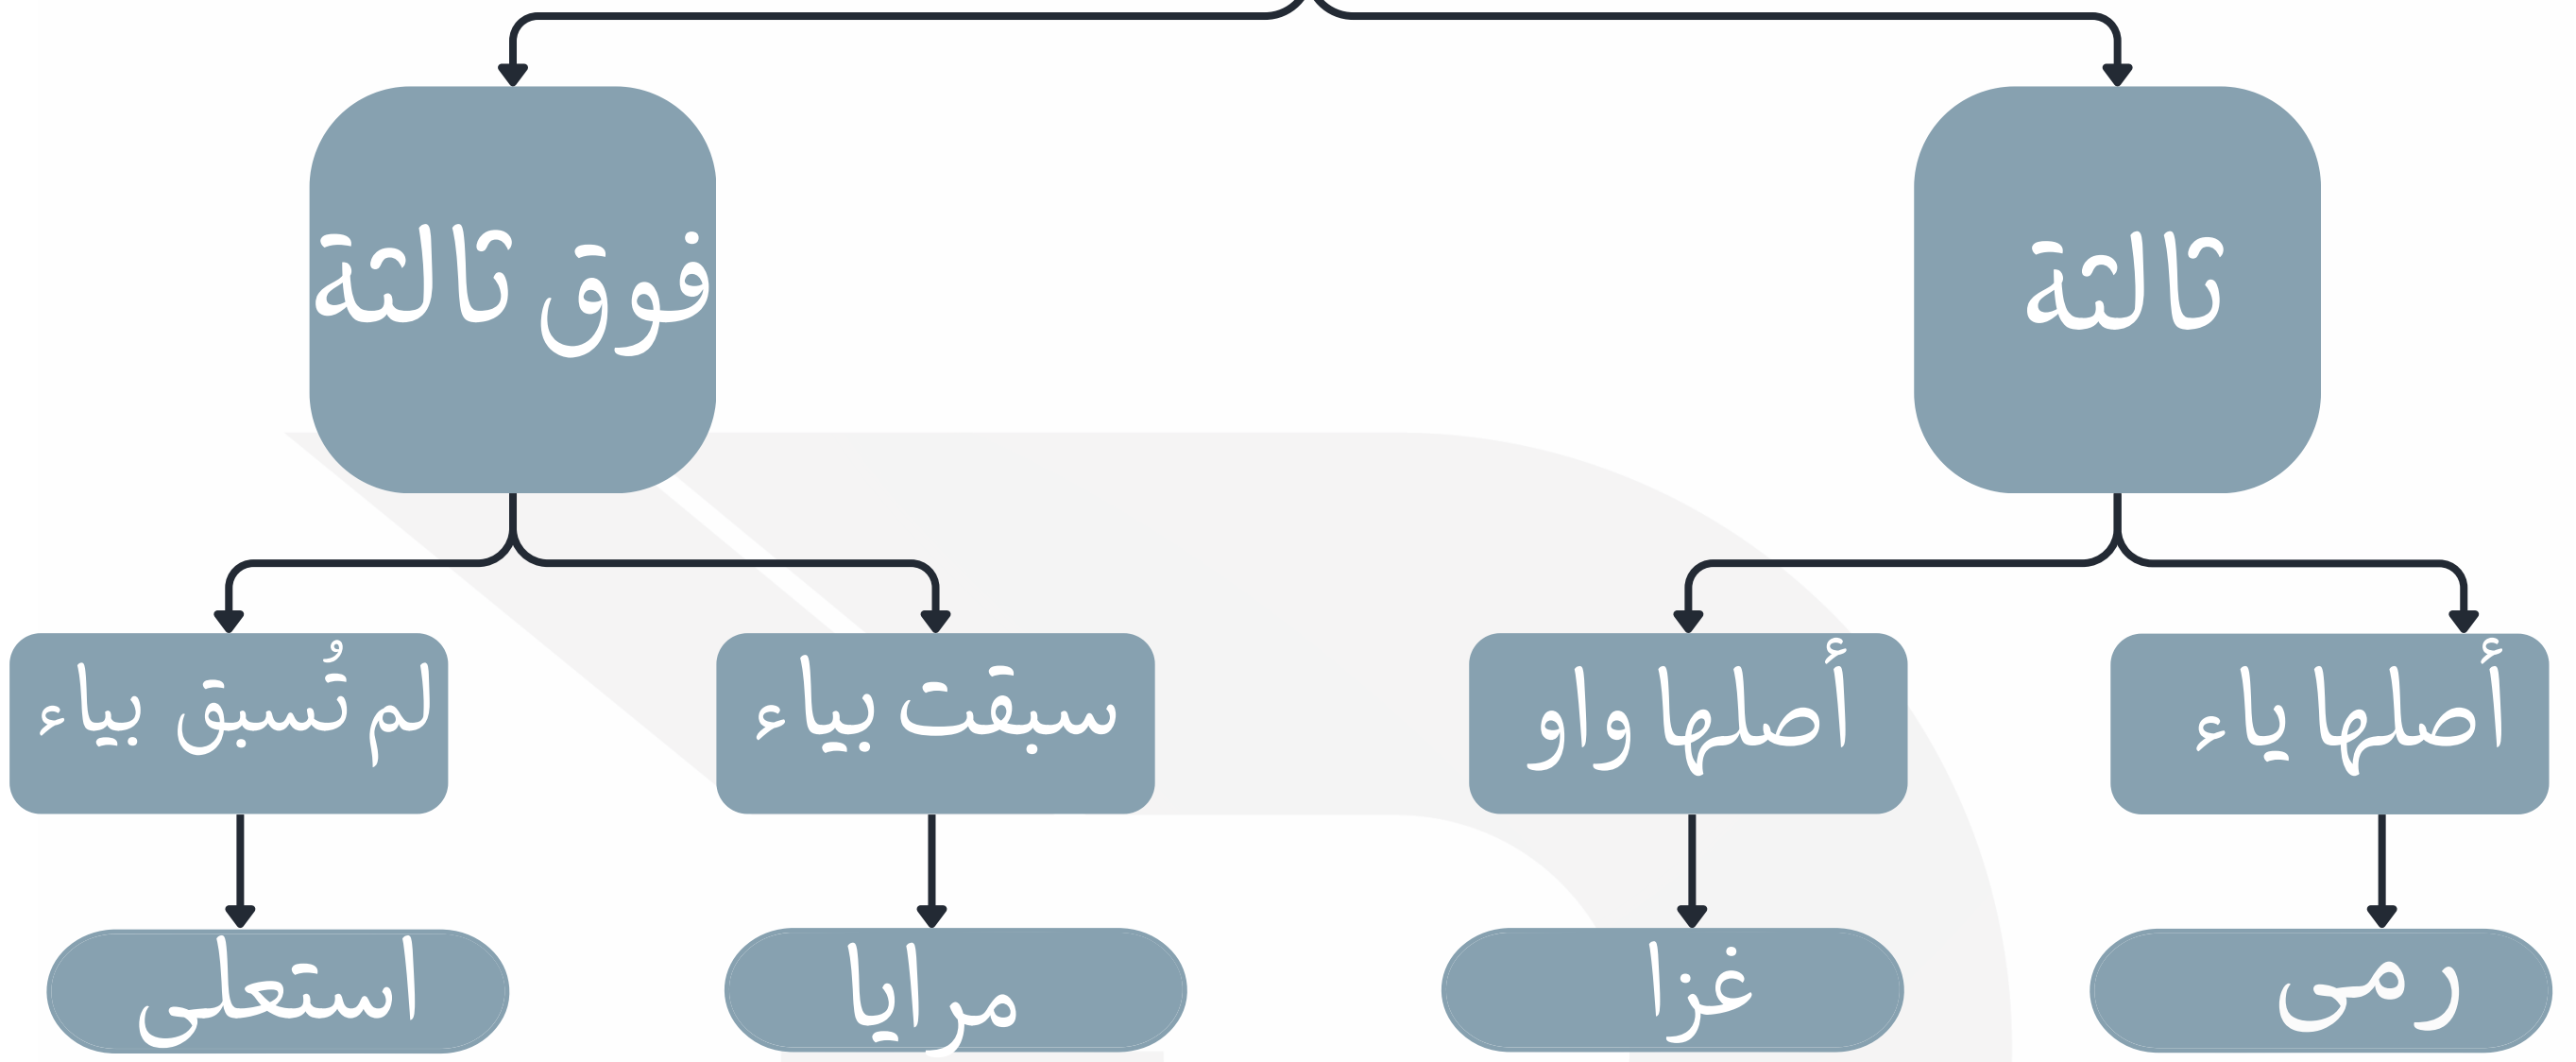 ثالثة
فوق ثالثة
أصلها ياء
أصلها واو
سبقت بياء
لم تُسبق بياء
رمى
غزا
مرايا
استعلى